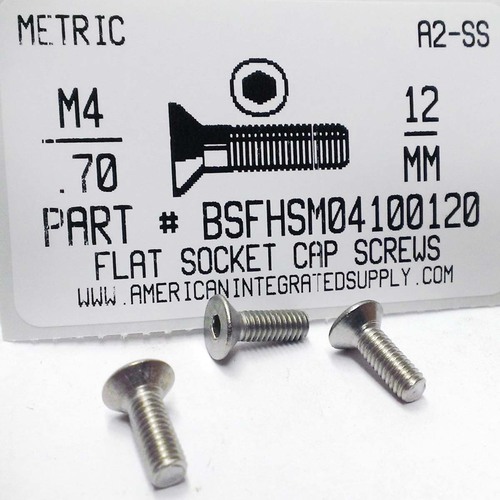 METRIC A2-SS
M4 12
.70 MM
PART # BSFHSM04100120
FLAT SOCKET CAP SCREWS
WWW.AMERICANINTEGRATEDSUPPLY.COM